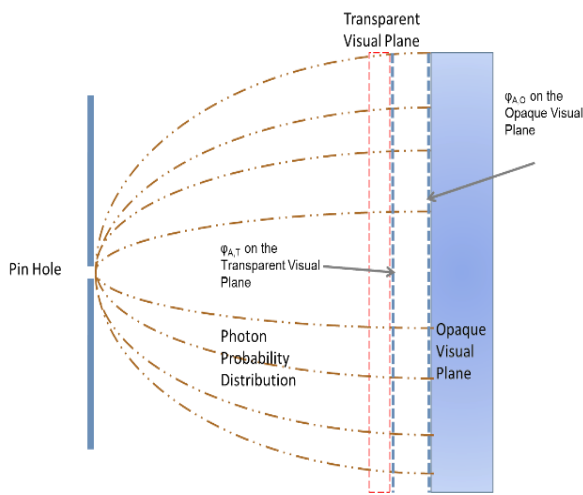 Transparent
Visual Plane
φA,O on the
Opaque Visual
Plane
Pin Hole
φA,T on the
Transparent Visual
Plane
Photon
Probability
Distribution
Opaque
Visual
Plane